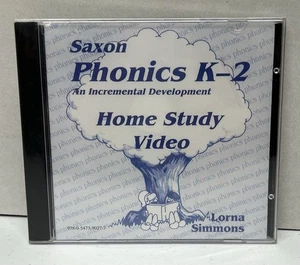 Saxon
Phonics K–2
An Incremental Development
Home Study
Video
Lorna
Simmons